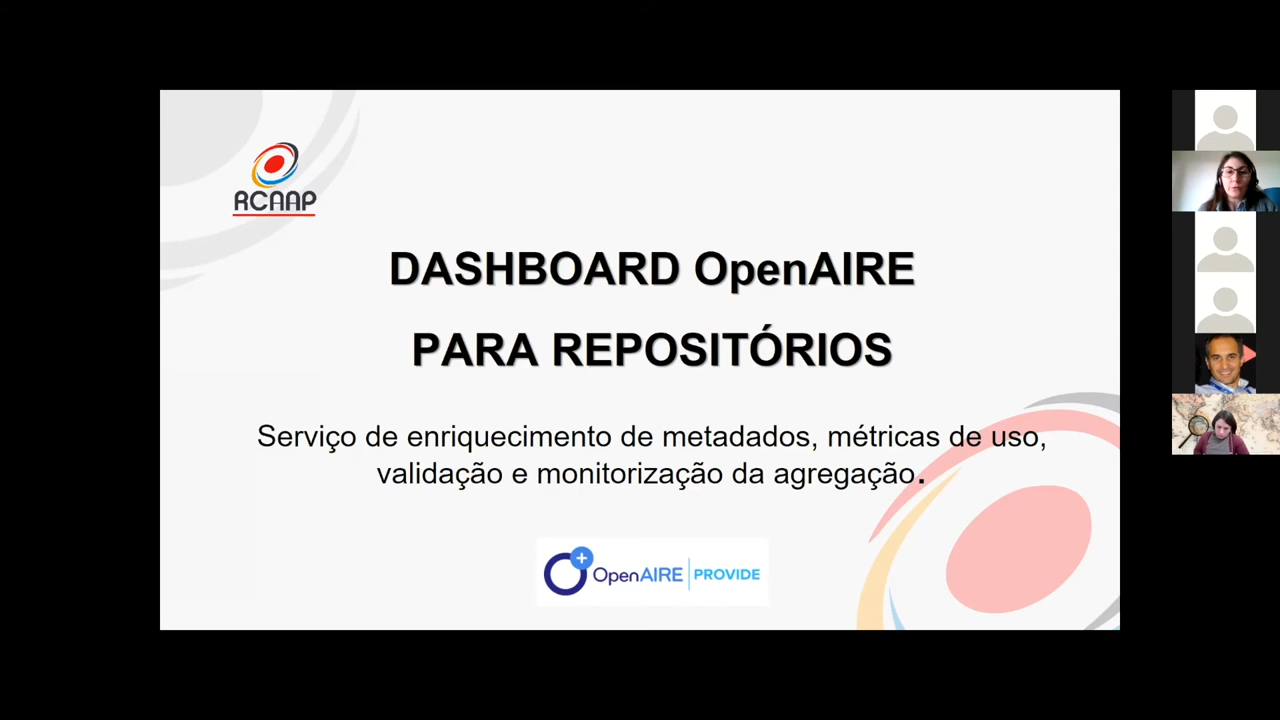 RCAAP
DASHBOARD OpenAIRE
PARA REPOSITÓRIOS
Serviço de enriquecimento de metadados, métricas de uso,
validação e monitorização da agregação.
OpenAIRE | PROVIDE